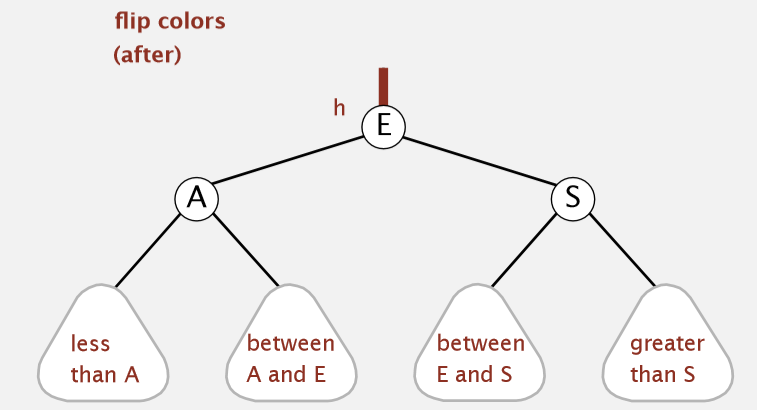 flip colors
(after)
h
E
A
S
less
than A
between
A and E
between
E and S
greater
than S